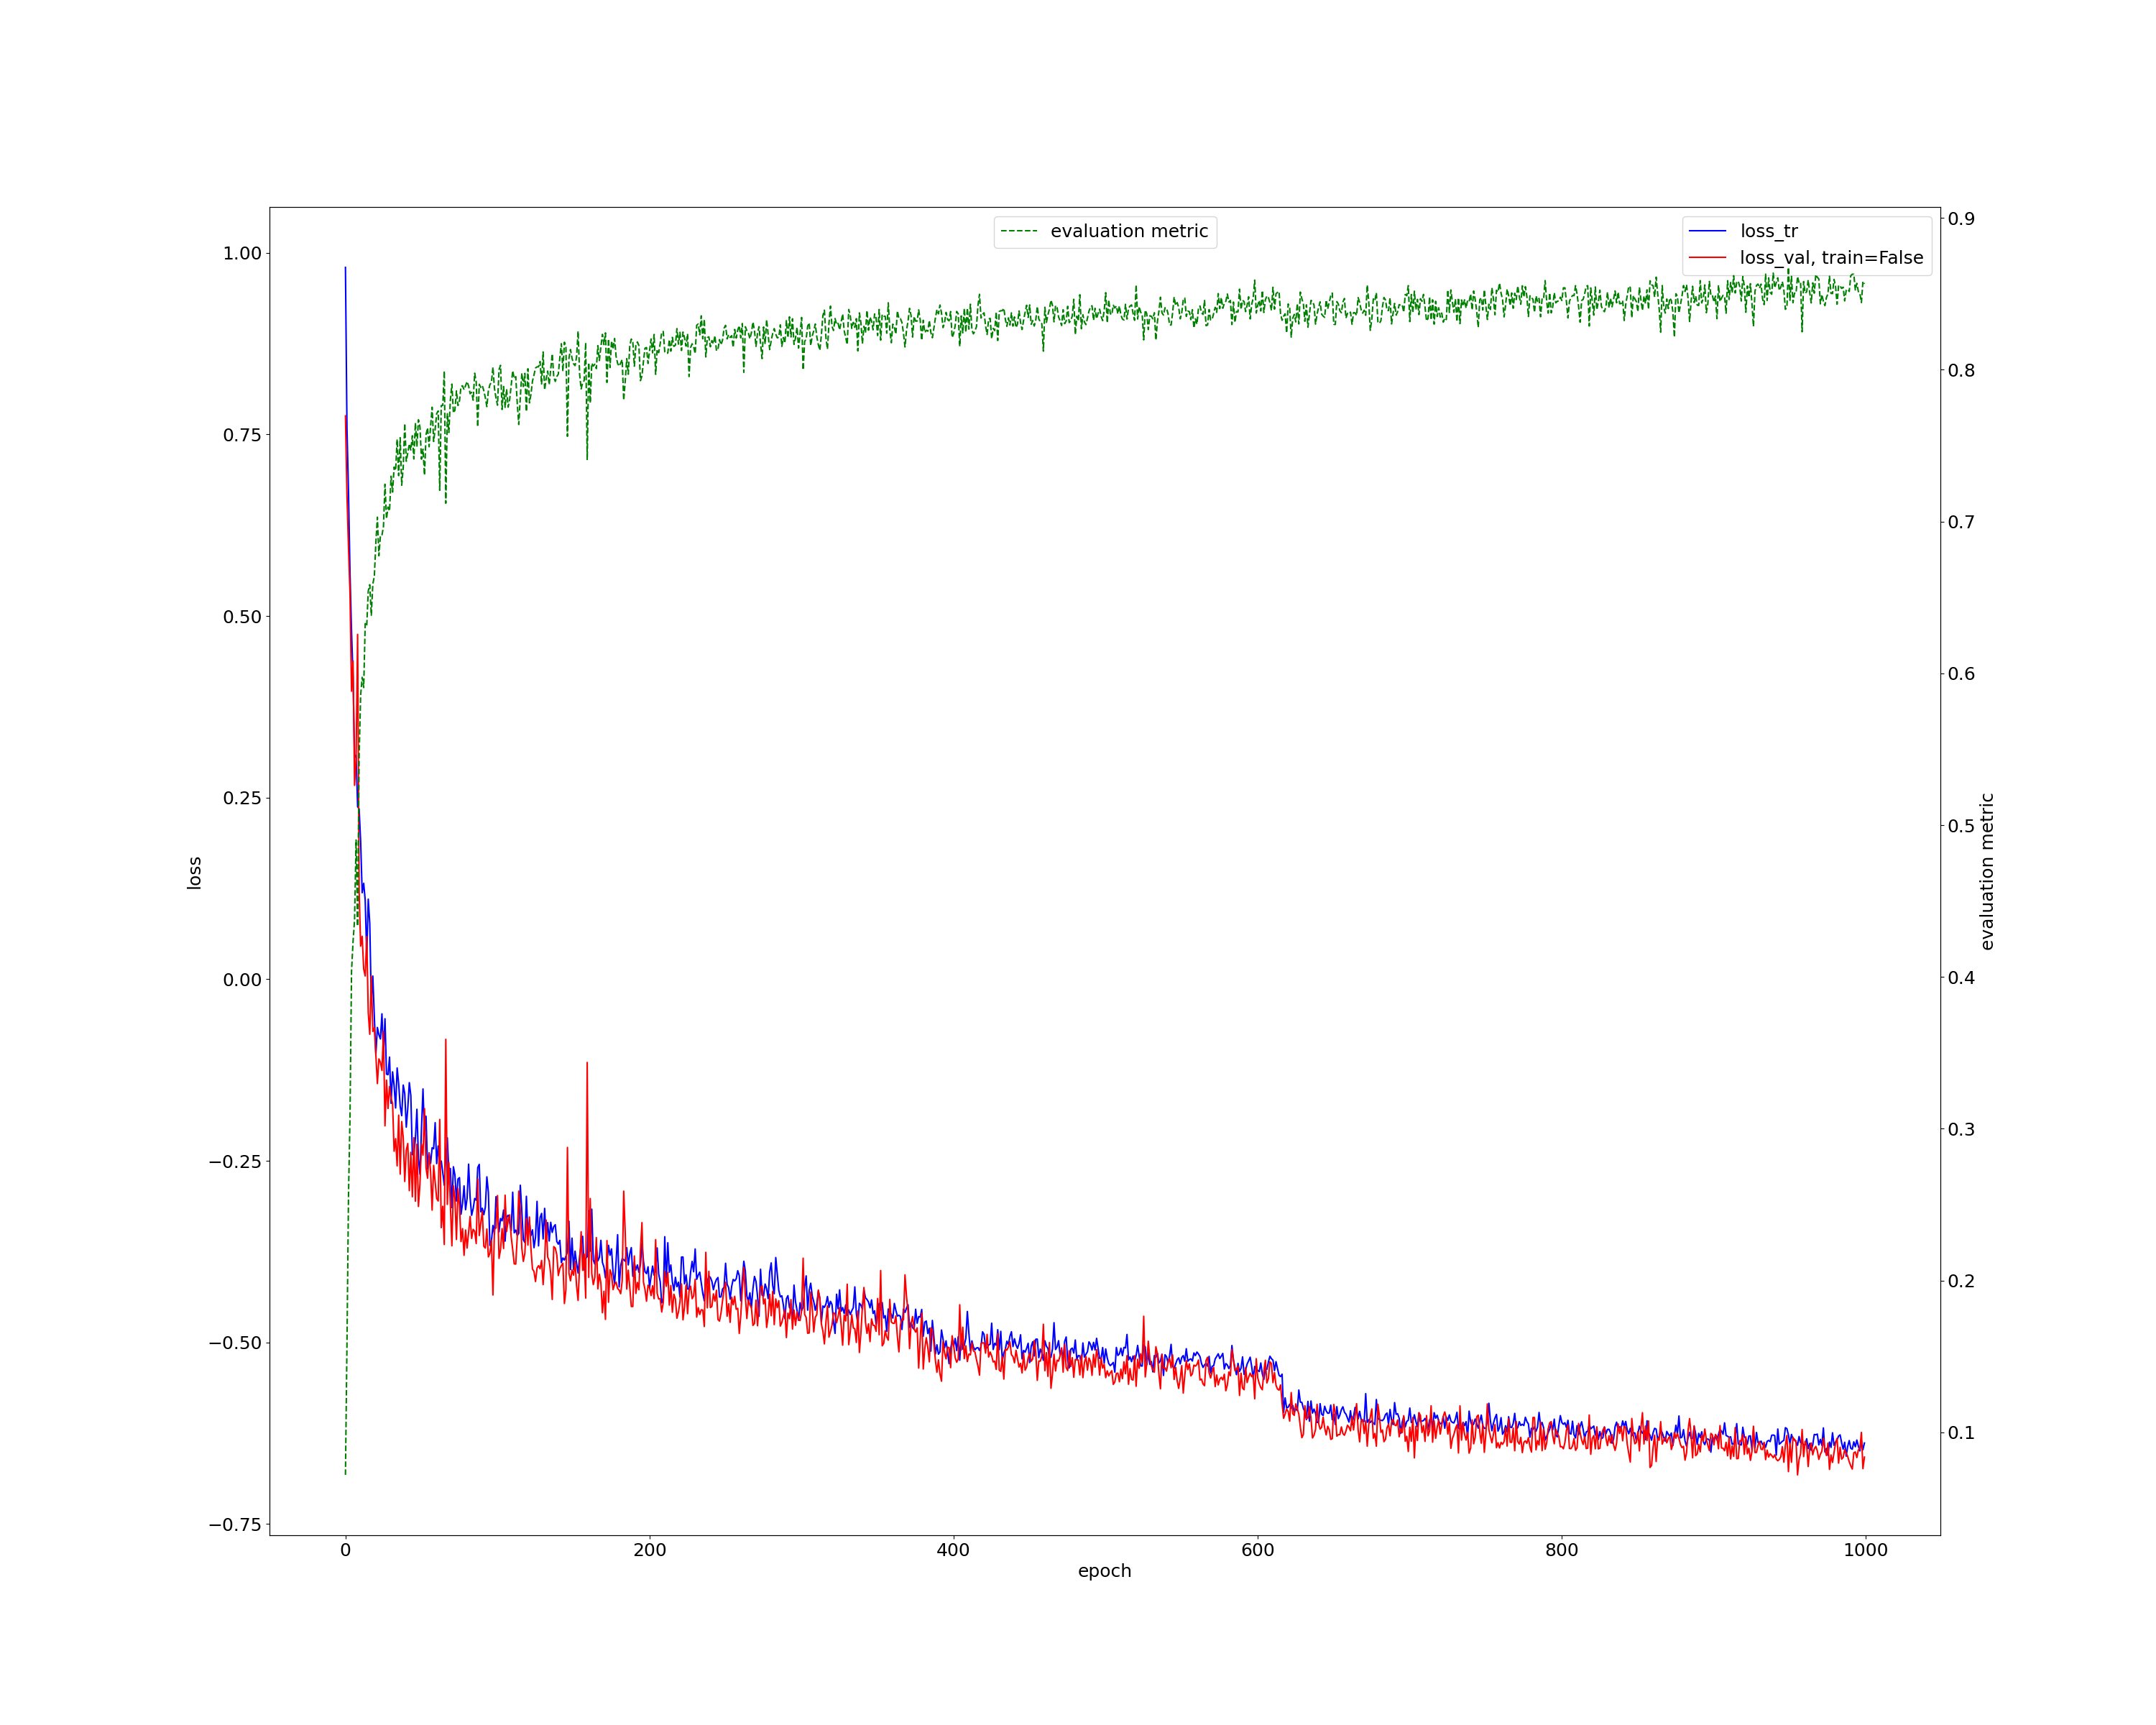 evaluation metric
loss_tr
loss_val, train=False
1.00
0.75
0.50
0.25
0.00
−0.25
−0.50
−0.75
loss
0.9
0.8
0.7
0.6
0.5
0.4
0.3
0.2
0.1
evaluation metric
0 200 400 600 800 1000
epoch